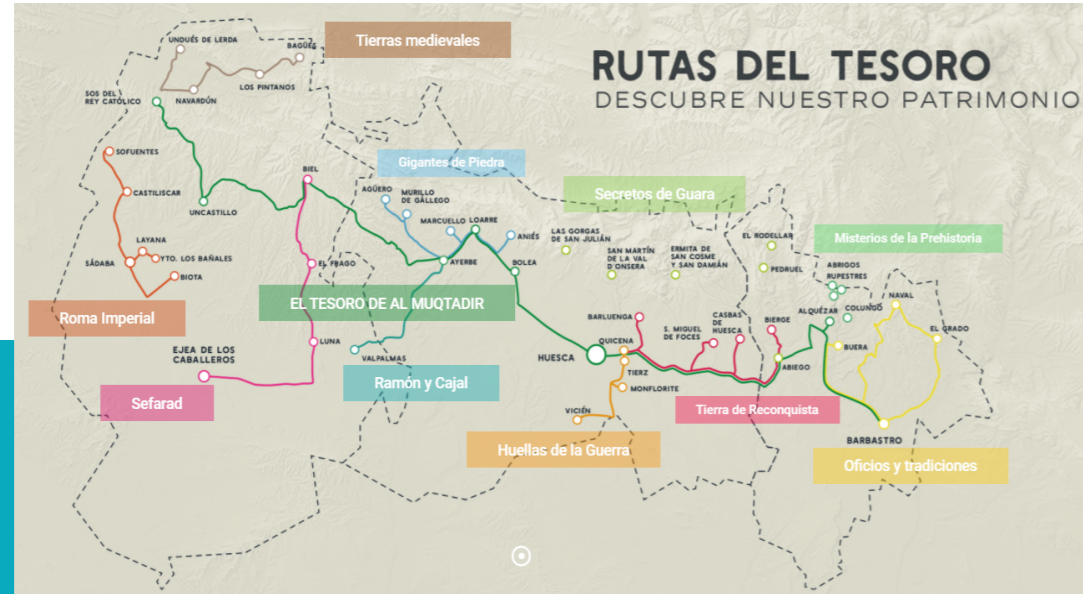 RUTAS DEL TESORO
DESCUBRE NUESTRO PATRIMONIO
Tierras medievales
UNDUÉS DE LERDA
BAGÜÉS
LOS PINTANOS
NAVARDÚN
SOS DEL
REY CATÓLICO
SOFUENTES
CASTILISCAR
UNCASTILLO
LAYANA
SÁDABA
YTO. LOS BAÑALES
BIOTA
Roma Imperial
BIEL
EL FRAGO
EL TESORO DE AL MUQTADIR
LUNA
EJEA DE LOS
CABALLEROS
Sefarad
Gigantes de Piedra
AGÜERO
MURILLO
DE GÁLLEGO
MARCUELLO
LOARRE
ANIÉS
AYERBE
BOLEA
VALPALMAS
Ramón y Cajal
Secretos de Guara
LAS GORGAS
DE SAN JULIÁN
SAN MARTÍN
DE LA VAL
D'ONSERA
ERMITA DE
SAN COSME
Y SAN DAMIÁN
EL RODELLAR
PEDRUEL
Misterios de la Prehistoria
ABRIGOS
RUPESTRES
ALQUÉZAR
COLUNGO
NAVAL
EL GRADO
BUERA
BARLUENGA
QUICENA
HUESCA
S. MIGUEL
DE FOCES
CASBAS
DE
HUESCA
BIERGE
ABIEGO
TIERZ
MONFLORITE
VICIÉN
Tierra de Reconquista
Huellas de la Guerra
BARBASTRO
Oficios y tradiciones